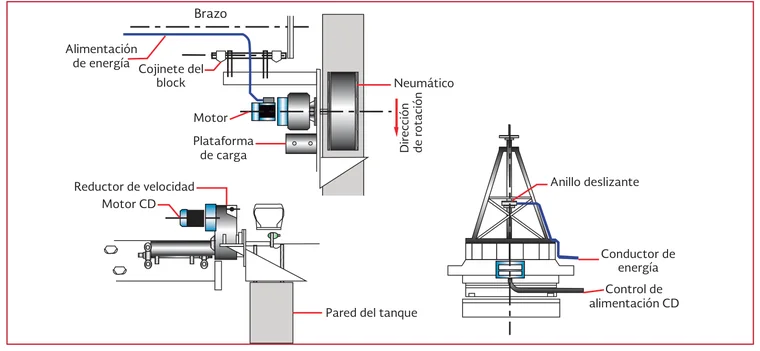 Brazo
Alimentación
de energía
Cojinete del
block
Neumático
Motor
Dirección
de rotación
Plataforma
de carga
Reductor de velocidad
Motor CD
Anillo deslizante
Conductor de
energía
Control de
alimentación CD
Pared del tanque